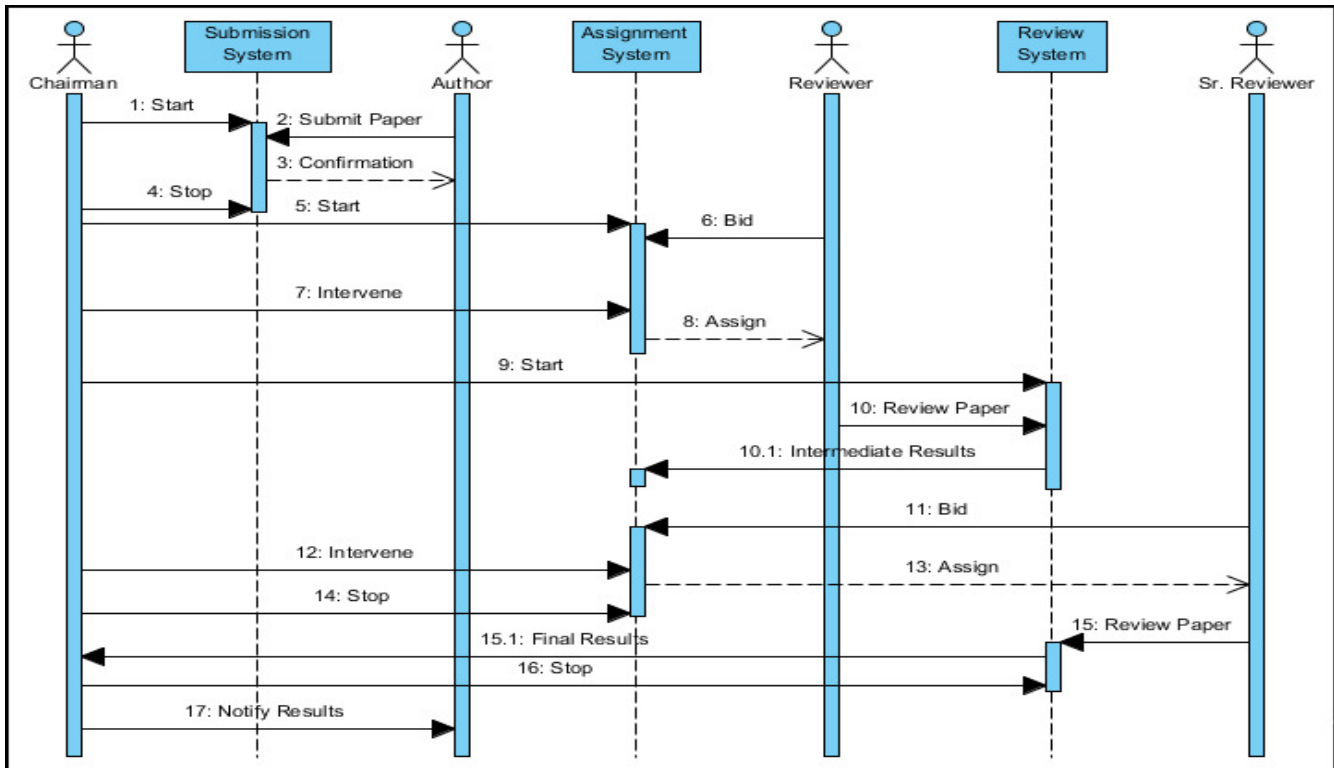 Submission
System
Assignment
System
Review
System
Chairman
Author
Reviewer
Sr. Reviewer
1: Start
2: Submit Paper
3: Confirmation
4: Stop
5: Start
6: Bid
7: Intervene
8: Assign
9: Start
10: Review Paper
10.1: Intermediate Results
11: Bid
12: Intervene
13: Assign
14: Stop
15: Review Paper
15.1: Final Results
16: Stop
17: Notify Results